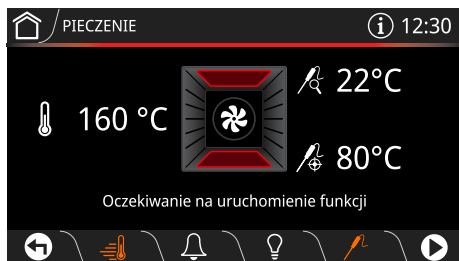 PIECZENIE
i 12:30
22°C
160 °C
80°C
Oczekiwanie na uruchomienie funkcji